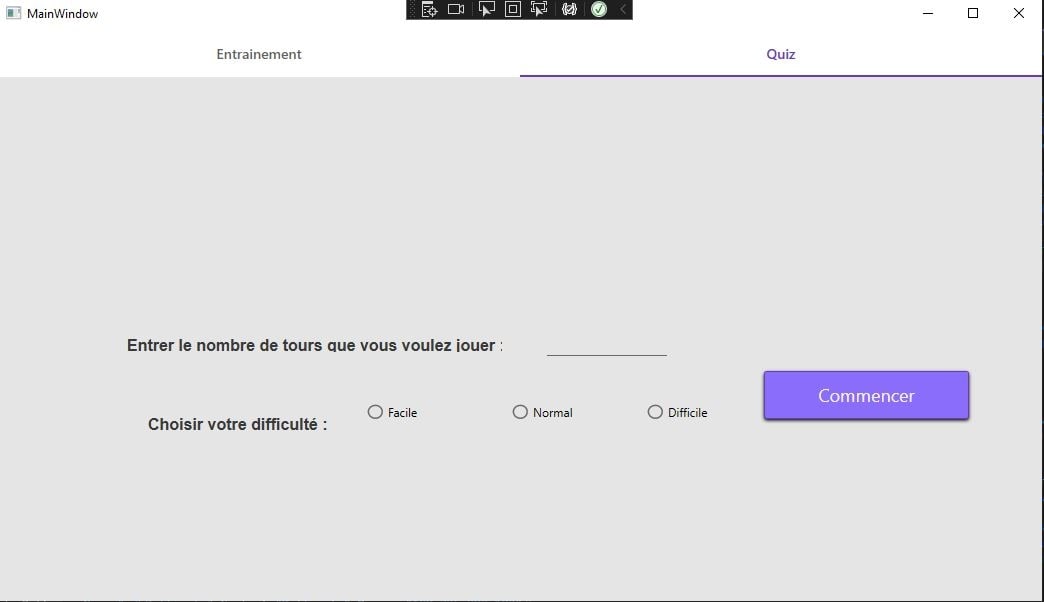 MainWindow
Entrainement
Quiz
Entrer le nombre de tours que vous voulez jouer :
Choisir votre difficulté :
Facile
Normal
Difficile
Commencer